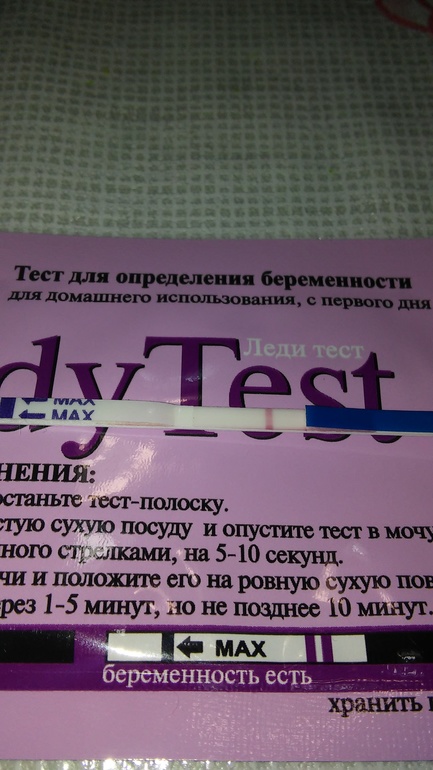 Тест для определения беременности
для домашнего использования, с первого дня
Леди тест
dyTest
MAX
MAX
НЕНИЯ:
останьте тест-полоску.
стую сухую посуду и опустите тест в мочу
ного стрелками, на 5-10 секунд.
чи и положите его на ровную сухую пов
ерез 1-5 минут, но не позднее 10 минут.
MAX
беременность есть
хранить